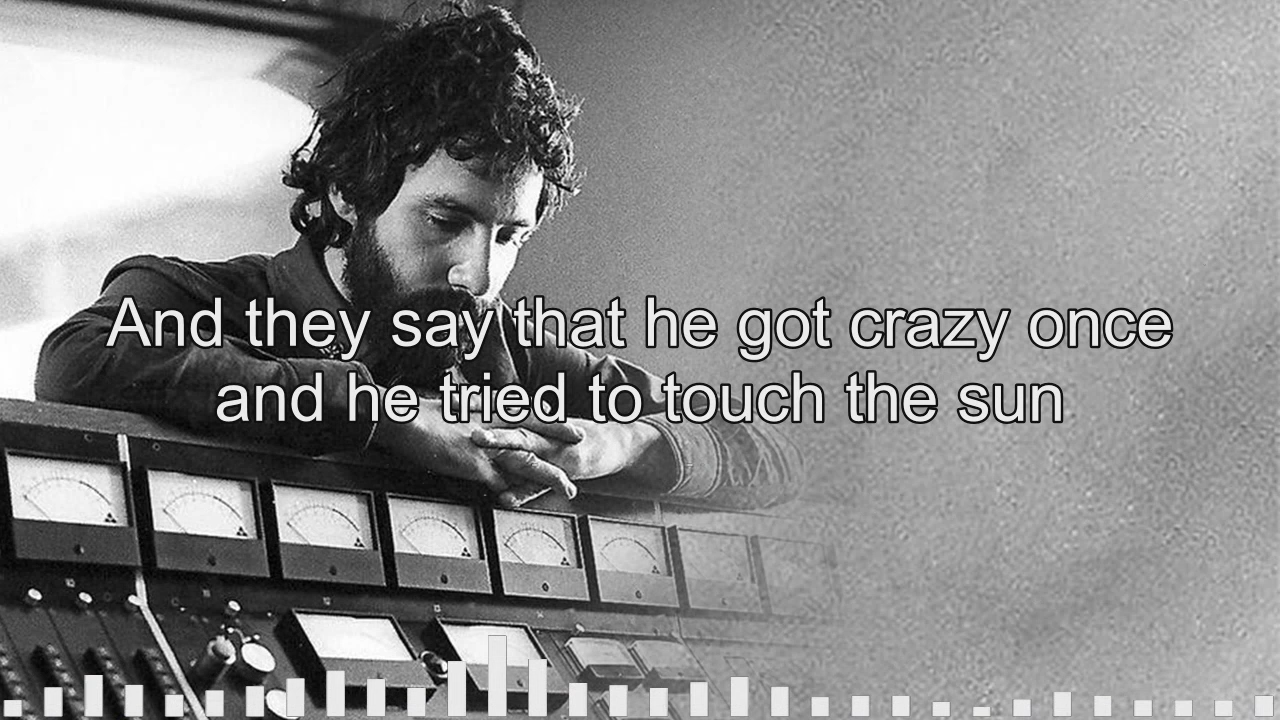 And they say that he got crazy once
and he tried to touch the sun